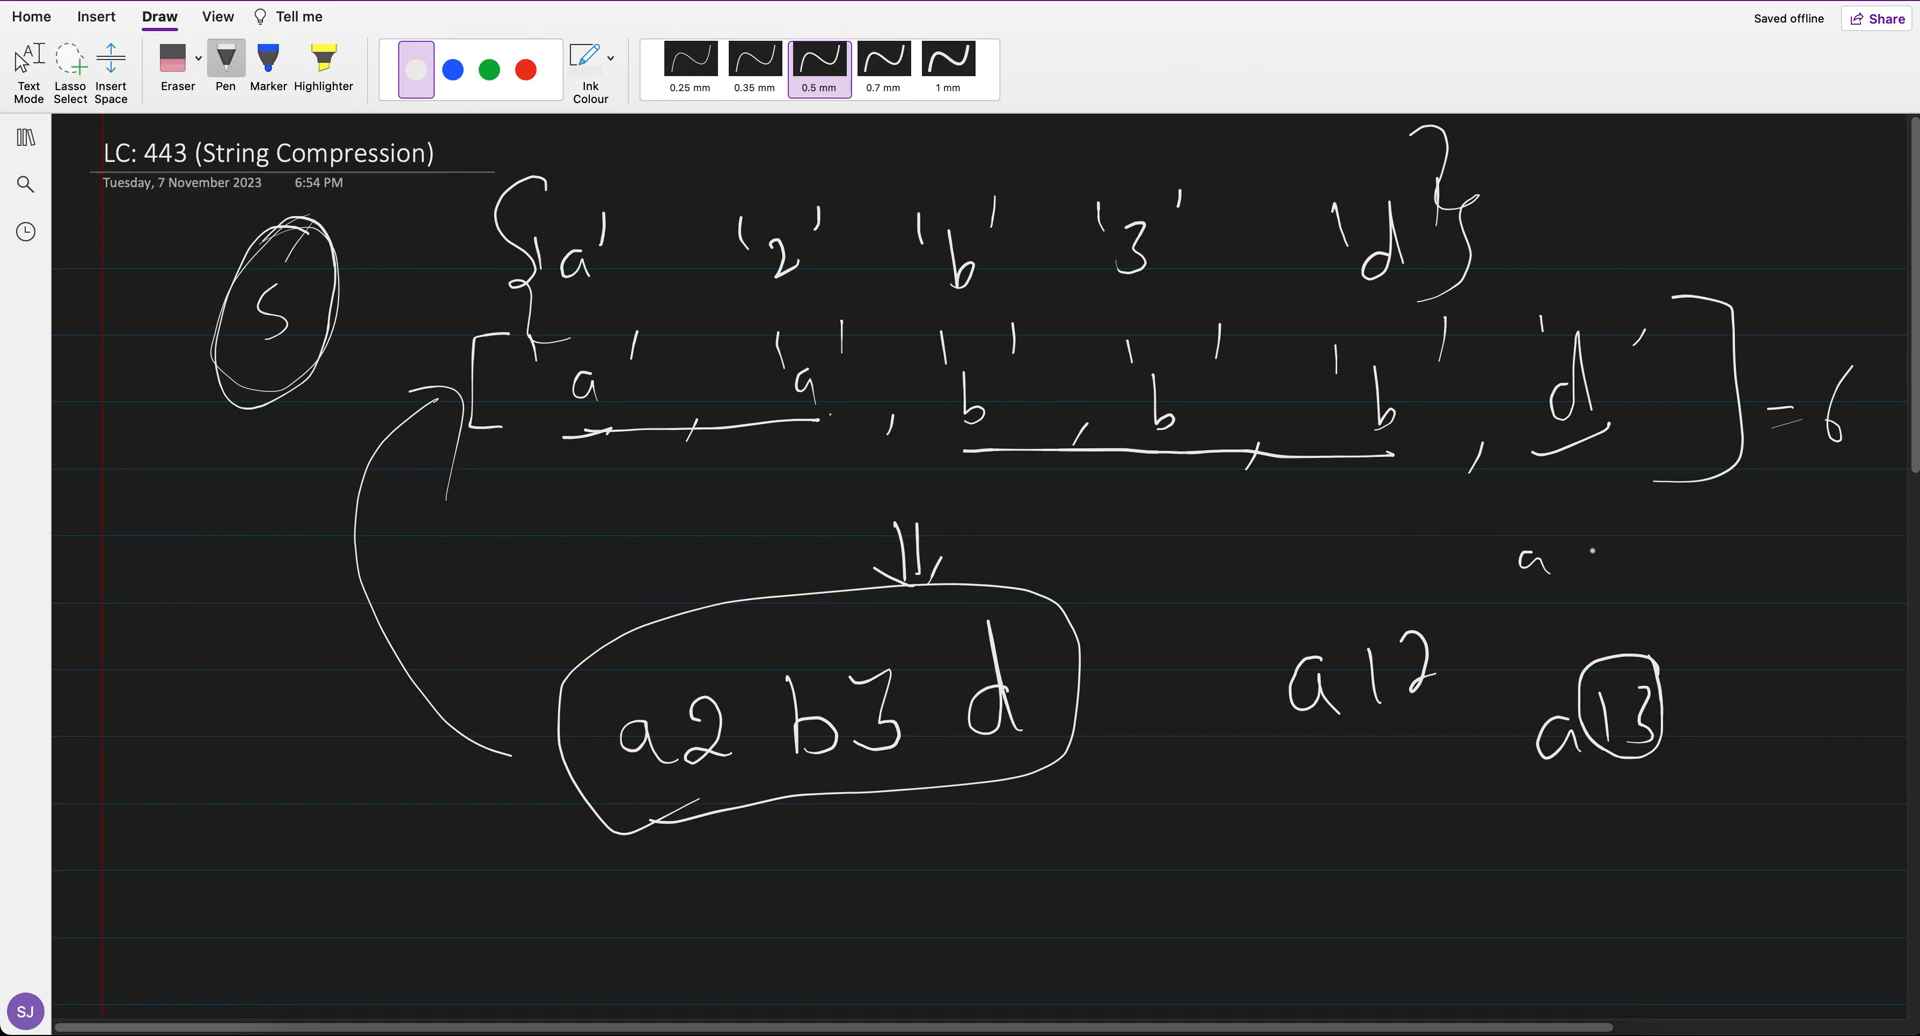 Home Insert Draw View Tell me Saved offline Share
Text Mode Lasso Select Insert Space Eraser Pen Marker Highlighter Ink Colour 0.25 mm 0.35 mm 0.5 mm 0.7 mm 1 mm
LC: 443 (String Compression)
Tuesday, 7 November 2023 6:54 PM
{ 'a' '2' 'b' '3' 'd' }
5
[ 'a' , 'a' , 'b' , 'b' , 'b' , 'd' ] = 6
a
a2 b3 d
a12
a13
SJ